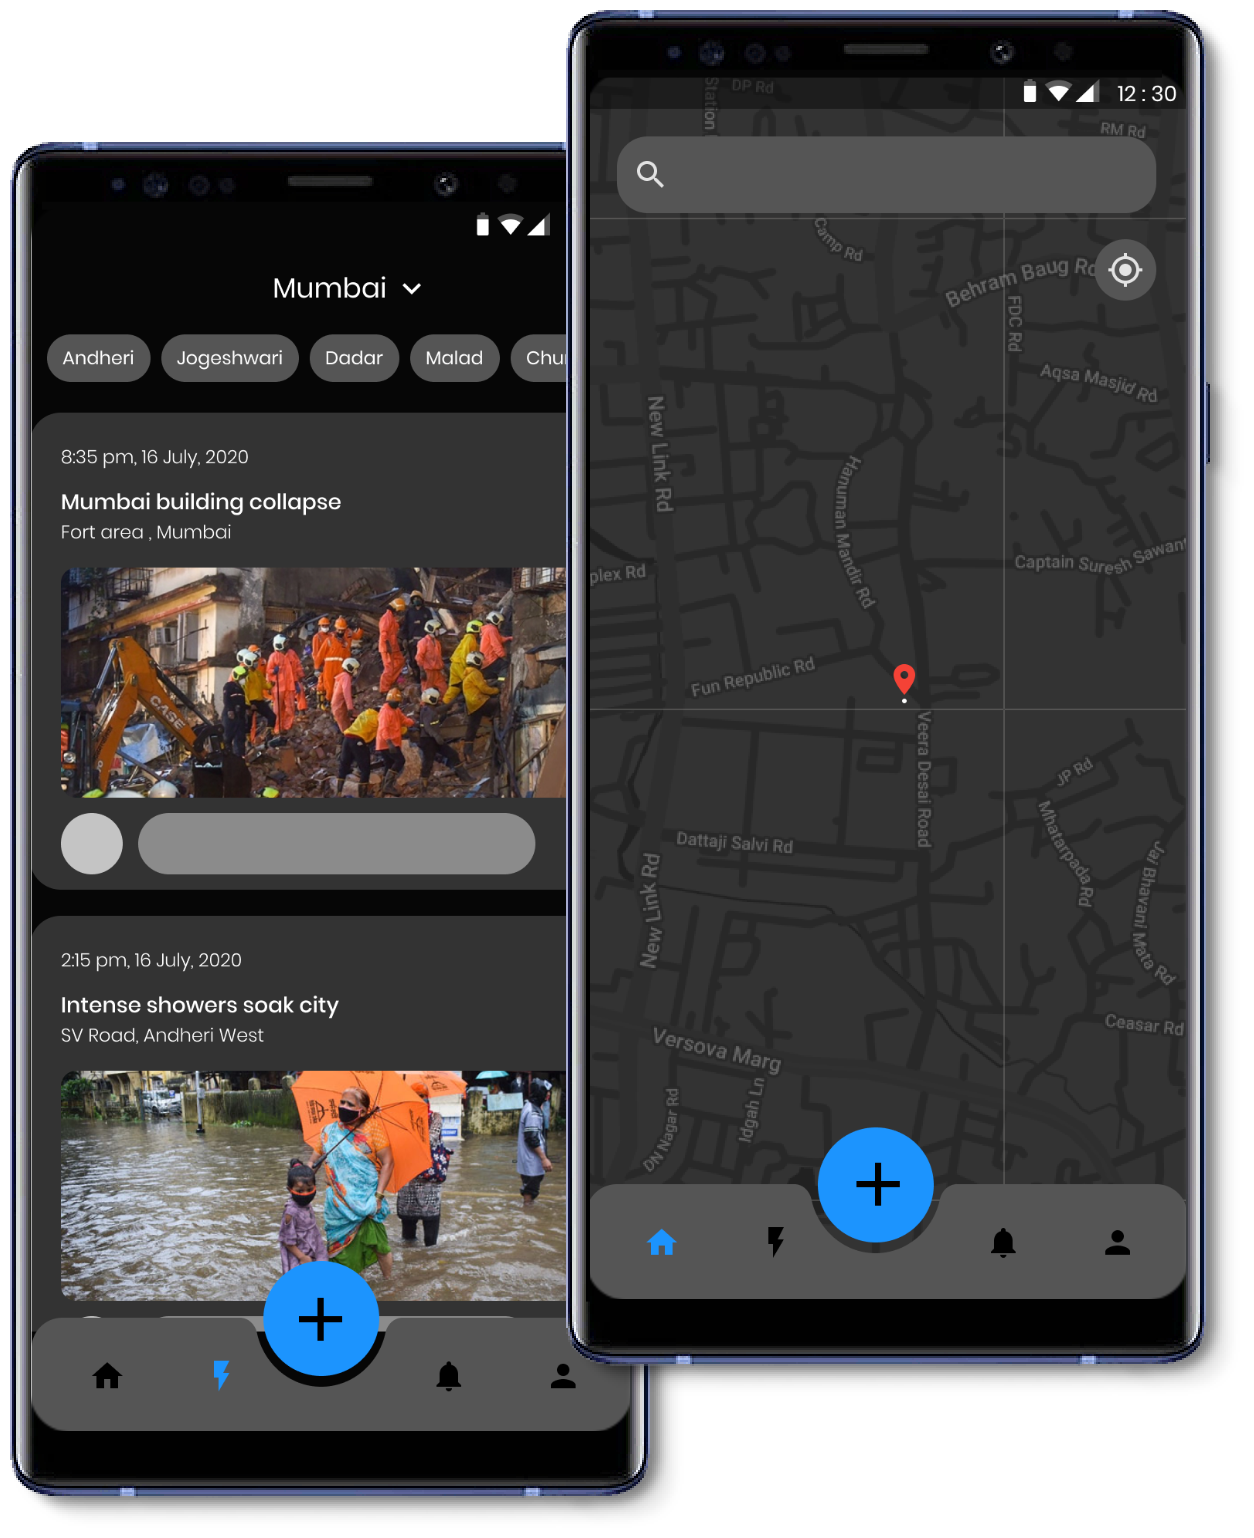 Mumbai
Andheri
Jogeshwari
Dadar
Malad
Chu
8:35 pm, 16 July, 2020
Mumbai building collapse
Fort area , Mumbai
CASE
2:15 pm, 16 July, 2020
Intense showers soak city
SV Road, Andheri West
12 : 30
Station
DP Rd
RM Rd
Camp Rd
Behram Baug Rd
FDC Rd
Aqsa Masjid Rd
New Link Rd
Hanuman Mandir Rd
plex Rd
Captain Suresh Sawant
Fun Republic Rd
Veera Desai Road
JP Rd
Mhatarpada Rd
Dattaji Salvi Rd
Jai Bhavani Mata Rd
New Link Rd
Ceasar Rd
Versova Marg
DN Nagar Rd
Idgah Ln